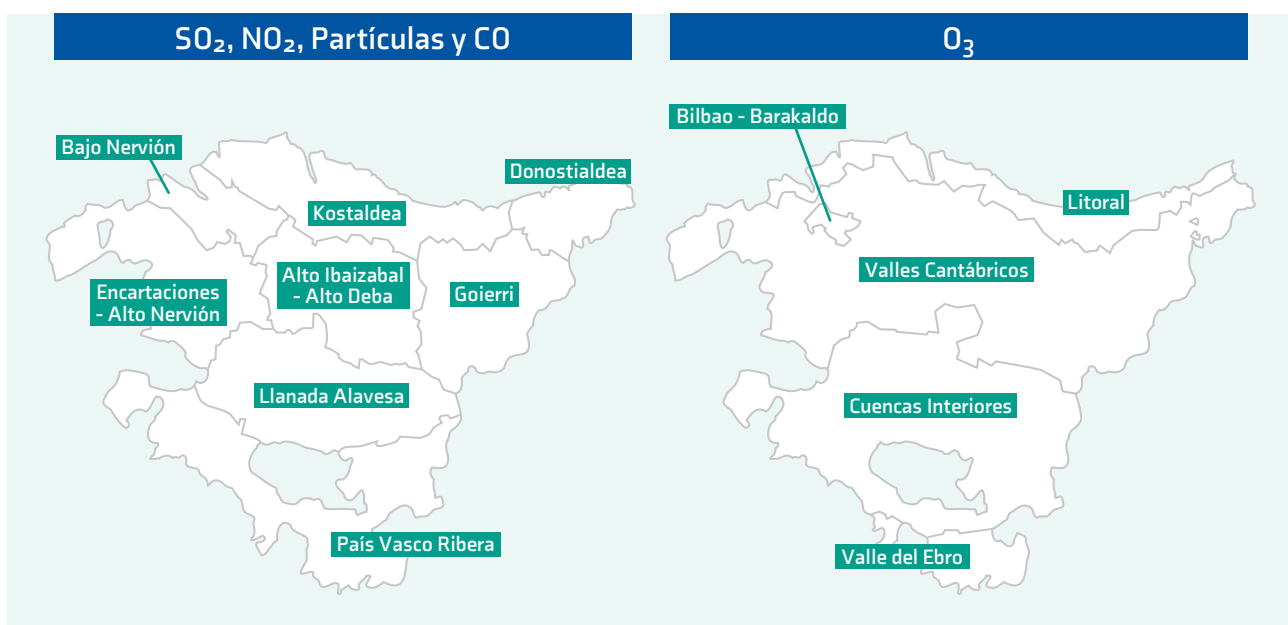 SO₂, NO₂, Partículas y CO
Bajo Nervión
Donostialdea
Kostaldea
Alto Ibaizabal
- Alto Deba
Goierri
Encartaciones
- Alto Nervión
Llanada Alavesa
País Vasco Ribera
O₃
Bilbao - Barakaldo
Litoral
Valles Cantábricos
Cuencas Interiores
Valle del Ebro